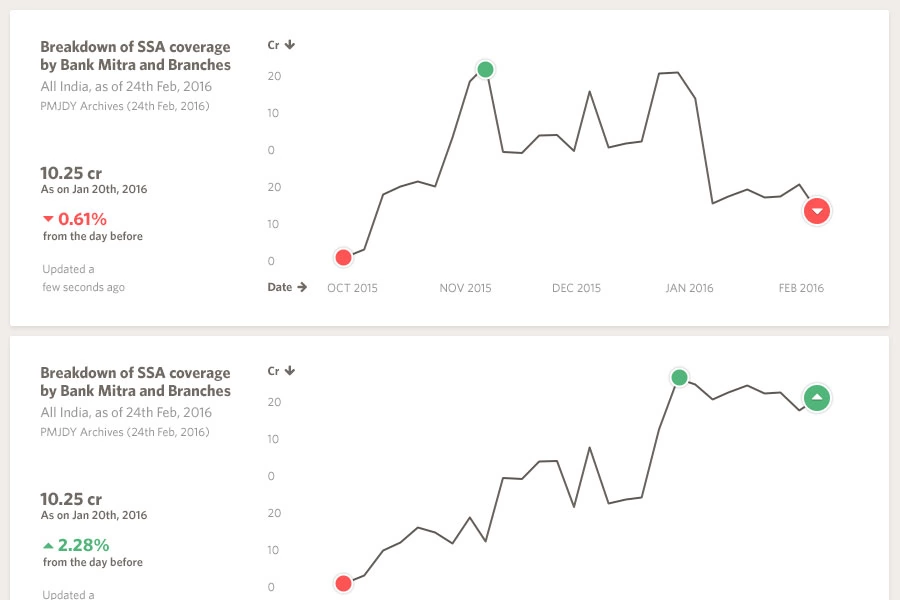 Breakdown of SSA coverage
by Bank Mitra and Branches
All India, as of 24th Feb, 2016
PMJDY Archives (24th Feb, 2016)
10.25 cr
As on Jan 20th, 2016
0.61%
from the day before
Updated a
few seconds ago
Cr
20
10
0
20
10
0
Date
OCT 2015
NOV 2015
DEC 2015
JAN 2016
FEB 2016
Breakdown of SSA coverage
by Bank Mitra and Branches
All India, as of 24th Feb, 2016
PMJDY Archives (24th Feb, 2016)
10.25 cr
As on Jan 20th, 2016
2.28%
from the day before
Updated a
Cr
20
10
0
20
10
0